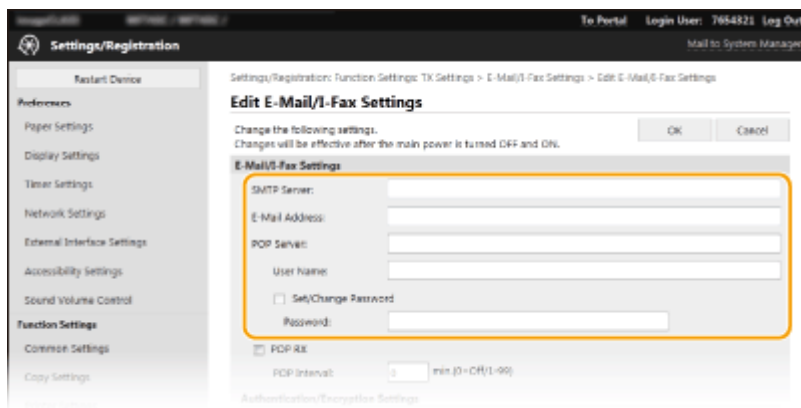 To Portal Login User: 7654321 Log Out
Settings/Registration
Mail to System Manager
Restart Device
Preferences
Paper Settings
Display Settings
Timer Settings
Network Settings
External Interface Settings
Accessibility Settings
Sound Volume Control
Function Settings
Common Settings
Copy Settings
Settings/Registration: Function Settings: TX Settings > E-Mail/I-Fax Settings > Edit E-Mail/I-Fax Settings
Edit E-Mail/I-Fax Settings
Change the following settings.
Changes will be effective after the main power is turned OFF and ON.
OK Cancel
E-Mail/I-Fax Settings
SMTP Server:
E-Mail Address:
POP Server:
User Name:
Set/Change Password
Password:
POP RX
POP Interval: 0 min.(0=Off/1-99)
Authentication/Encryption Settings